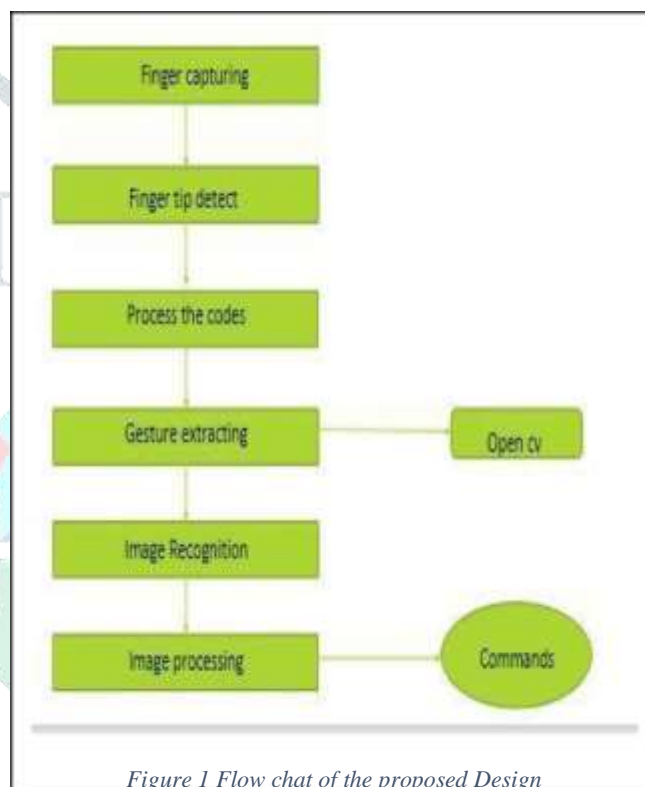 Finger capturing
Finger tip detect
Process the codes
Gesture extracting
Open cv
Image Recognition
Image processing
Commands
Figure 1 Flow chat of the proposed Design